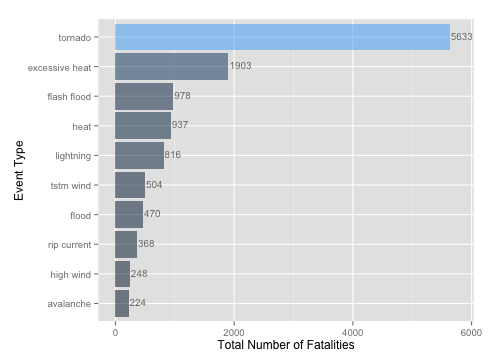 tornado
5633
excessive heat
1903
flash flood
978
heat
937
lightning
816
tstm wind
504
flood
470
rip current
368
high wind
248
avalanche
224
Event Type
0 2000 4000 6000
Total Number of Fatalities